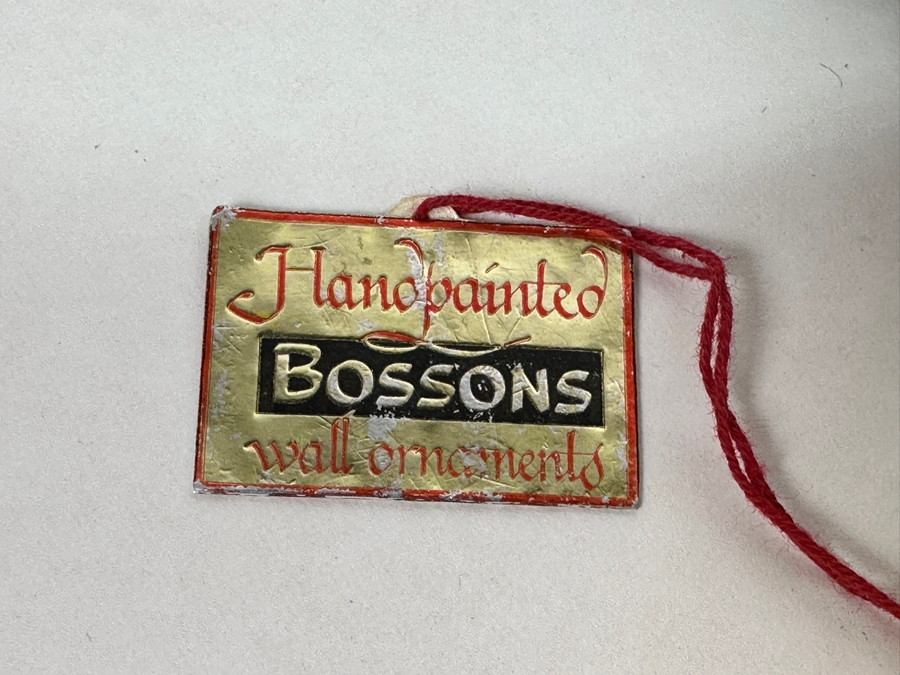 Handpainted
BOSSONS
wall ornaments